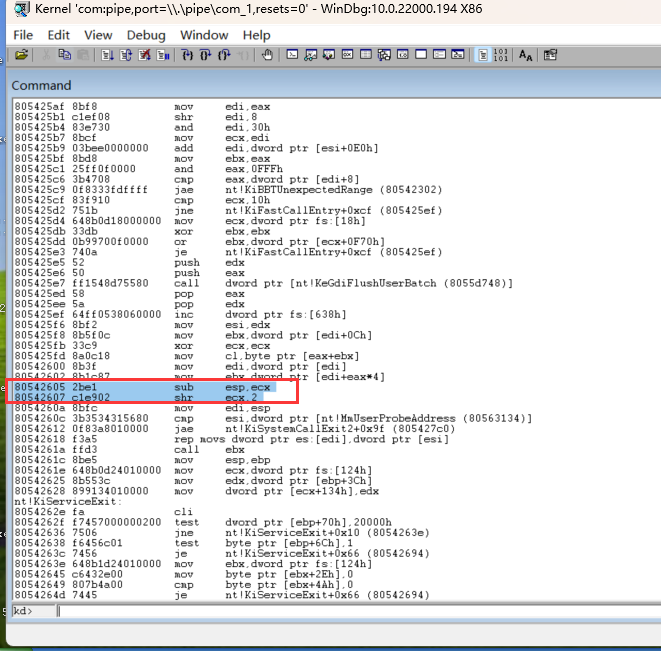 Kernel 'com:pipe,port=\\.\pipe\com_1,resets=0' - WinDbg:10.0.22000.194 X86
File Edit View Debug Window Help
Command
805425af 8bf8 mov edi,eax
805425b1 c1ef08 shr edi,8
805425b4 83e730 and edi,30h
805425b7 8bcf mov ecx,edi
805425b9 03bee0000000 add edi,dword ptr [esi+0E0h]
805425bf 8bd8 mov ebx,eax
805425c1 25ff0f0000 and eax,0FFFh
805425c6 3b4708 cmp eax,dword ptr [edi+8]
805425c9 0f8333fdffff jae nt!KiBBTUnexpectedRange (80542302)
805425cf 83f910 cmp ecx,10h
805425d2 751b jne nt!KiFastCallEntry+0xcf (805425ef)
805425d4 648b0d18000000 mov ecx,dword ptr fs:[18h]
805425db 33db xor ebx,ebx
805425dd 0b99700f0000 or ebx,dword ptr [ecx+0F70h]
805425e3 740a je nt!KiFastCallEntry+0xcf (805425ef)
805425e5 52 push edx
805425e6 50 push eax
805425e7 ff1548d75580 call dword ptr [nt!KeGdiFlushUserBatch (8055d748)]
805425ed 58 pop eax
805425ee 5a pop edx
805425ef 64ff0538060000 inc dword ptr fs:[638h]
805425f6 8bf2 mov esi,edx
805425f8 8b5f0c mov ebx,dword ptr [edi+0Ch]
805425fb 33c9 xor ecx,ecx
805425fd 8a0c18 mov cl,byte ptr [eax+ebx]
80542600 8b3f mov edi,dword ptr [edi]
80542602 8b1c87 mov ebx,dword ptr [edi+eax*4]
80542605 2be1 sub esp,ecx
80542607 c1e902 shr ecx,2
8054260a 8bfc mov edi,esp
8054260c 3b3534315680 cmp esi,dword ptr [nt!MmUserProbeAddress (80563134)]
80542612 0f83a8010000 jae nt!KiSystemCallExit2+0x9f (805427c0)
80542618 f3a5 rep movs dword ptr es:[edi],dword ptr [esi]
8054261a ffd3 call ebx
8054261c 8be5 mov esp,ebp
8054261e 648b0d24010000 mov ecx,dword ptr fs:[124h]
80542625 8b553c mov edx,dword ptr [ebp+3Ch]
80542628 899134010000 mov dword ptr [ecx+134h],edx
nt!KiServiceExit:
8054262e fa cli
8054262f f7457000000200 test dword ptr [ebp+70h],20000h
80542636 7506 jne nt!KiServiceExit+0x10 (8054263e)
80542638 f6456c01 test byte ptr [ebp+6Ch],1
8054263c 7456 je nt!KiServiceExit+0x66 (80542694)
8054263e 648b1d24010000 mov ebx,dword ptr fs:[124h]
80542645 c6432e00 mov byte ptr [ebx+2Eh],0
80542649 807b4a00 cmp byte ptr [ebx+4Ah],0
8054264d 7445 je nt!KiServiceExit+0x66 (80542694)
kd>